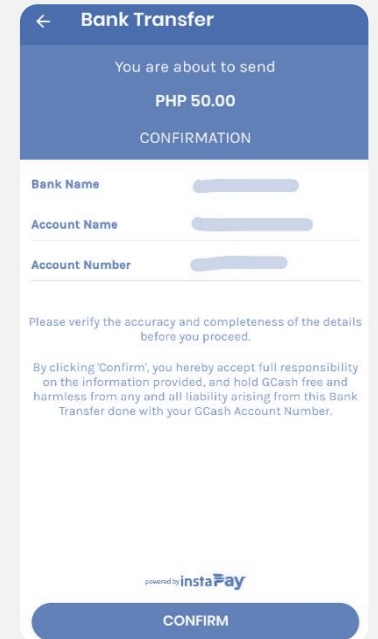 Bank Transfer
You are about to send
PHP 50.00
CONFIRMATION
Bank Name
Account Name
Account Number
Please verify the accuracy and completeness of the details
before you proceed.
By clicking 'Confirm', you hereby accept full responsibility
on the information provided, and hold GCash free and
harmless from any and all liability arising from this Bank
Transfer done with your GCash Account Number.
powered by instaPay
CONFIRM